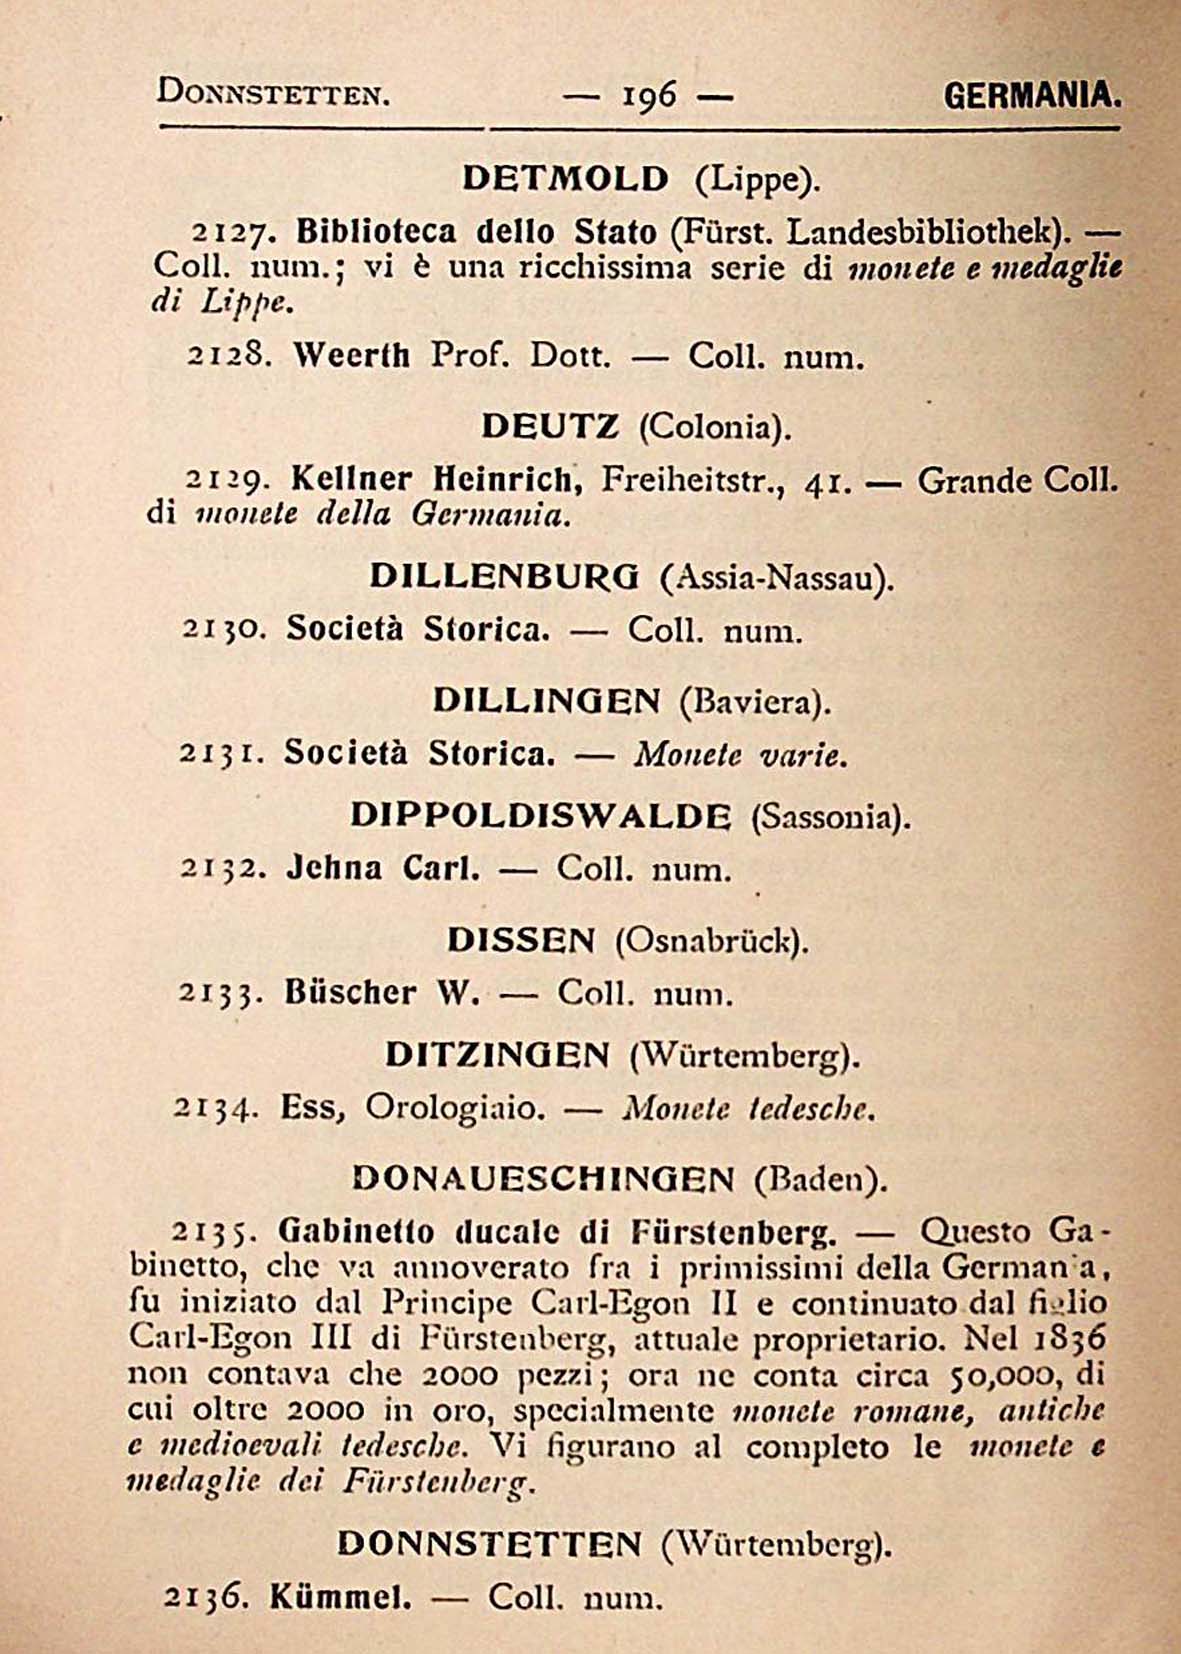 DONNSTETTEN. — 196 — GERMANIA.
DETMOLD (Lippe).
2127. Biblioteca dello Stato (Fürst. Landesbibliothek). —
Coll. num.; vi è una ricchissima serie di monete e medaglie
di Lippe.
2128. Weerth Prof. Dott. — Coll. num.
DEUTZ (Colonia).
2129. Kellner Heinrich, Freiheitstr., 41. — Grande Coll.
di monete della Germania.
DILLENBURG (Assia-Nassau).
2130. Società Storica. — Coll. num.
DILLINGEN (Baviera).
2131. Società Storica. — Monete varie.
DIPPOLDISWALDE (Sassonia).
2132. Jehna Carl. — Coll. num.
DISSEN (Osnabrück).
2133. Büscher W. — Coll. num.
DITZINGEN (Würtemberg).
2134. Ess, Orologiaio. — Monete tedesche.
DONAUESCHINGEN (Baden).
2135. Gabinetto ducale di Fürstenberg. — Questo Ga-
binetto, che va annoverato fra i primissimi della Germania,
fu iniziato dal Principe Carl-Egon II e continuato dal figlio
Carl-Egon III di Fürstenberg, attuale proprietario. Nel 1836
non contava che 2000 pezzi; ora ne conta circa 50,000, di
cui oltre 2000 in oro, specialmente monete romane, antiche
e medioevali tedesche. Vi figurano al completo le monete e
medaglie dei Fürstenberg.
DONNSTETTEN (Würtemberg).
2136. Kümmel. — Coll. num.